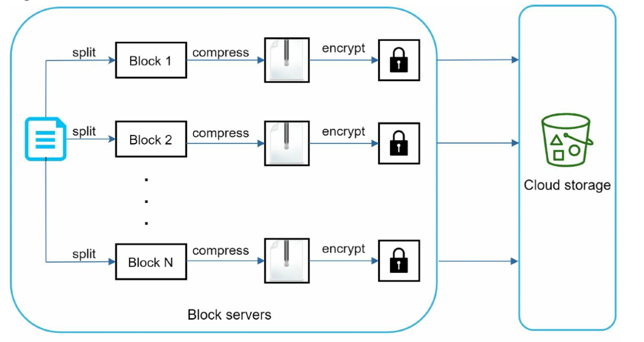 split
Block 1
compress
encrypt
split
Block 2
compress
encrypt
Cloud storage
split
Block N
compress
encrypt
Block servers